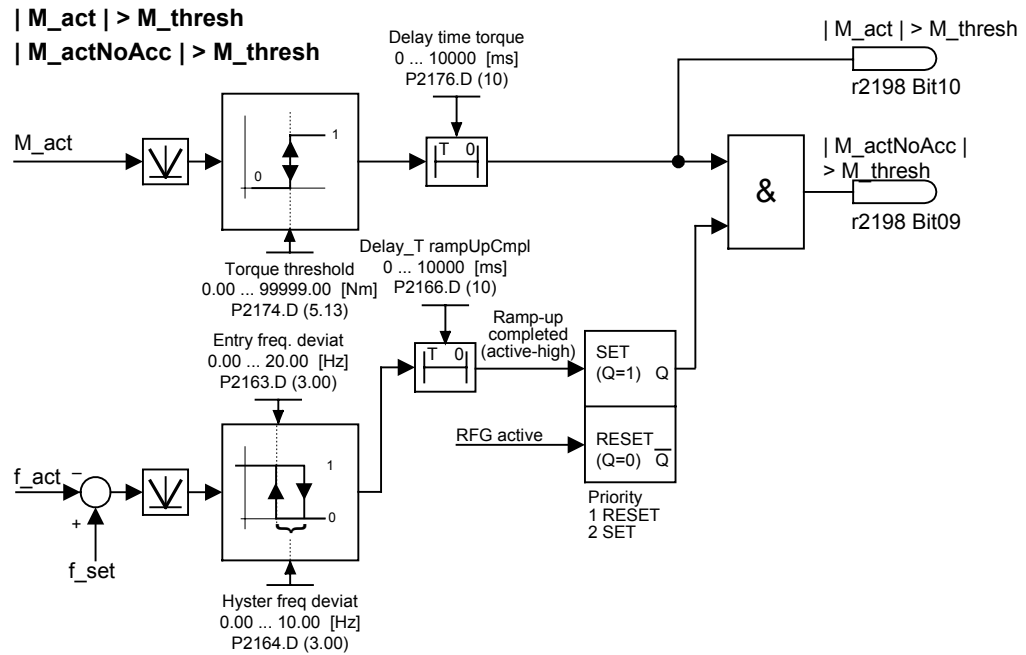 | M_act | > M_thresh
| M_actNoAcc | > M_thresh
Delay time torque
0 ... 10000 [ms]
P2176.D (10)
| M_act | > M_thresh
r2198 Bit10
M_act
1
0
T 0
&
| M_actNoAcc |
> M_thresh
r2198 Bit09
Torque threshold
0.00 ... 99999.00 [Nm]
P2174.D (5.13)
Delay_T rampUpCmpl
0 ... 10000 [ms]
P2166.D (10)
Entry freq. deviat
0.00 ... 20.00 [Hz]
P2163.D (3.00)
T 0
Ramp-up
completed
(active-high)
SET
(Q=1) Q
RFG active
RESET
(Q=0) Q
Priority
1 RESET
2 SET
f_act
–
+
f_set
1
0
Hyster freq deviat
0.00 ... 10.00 [Hz]
P2164.D (3.00)